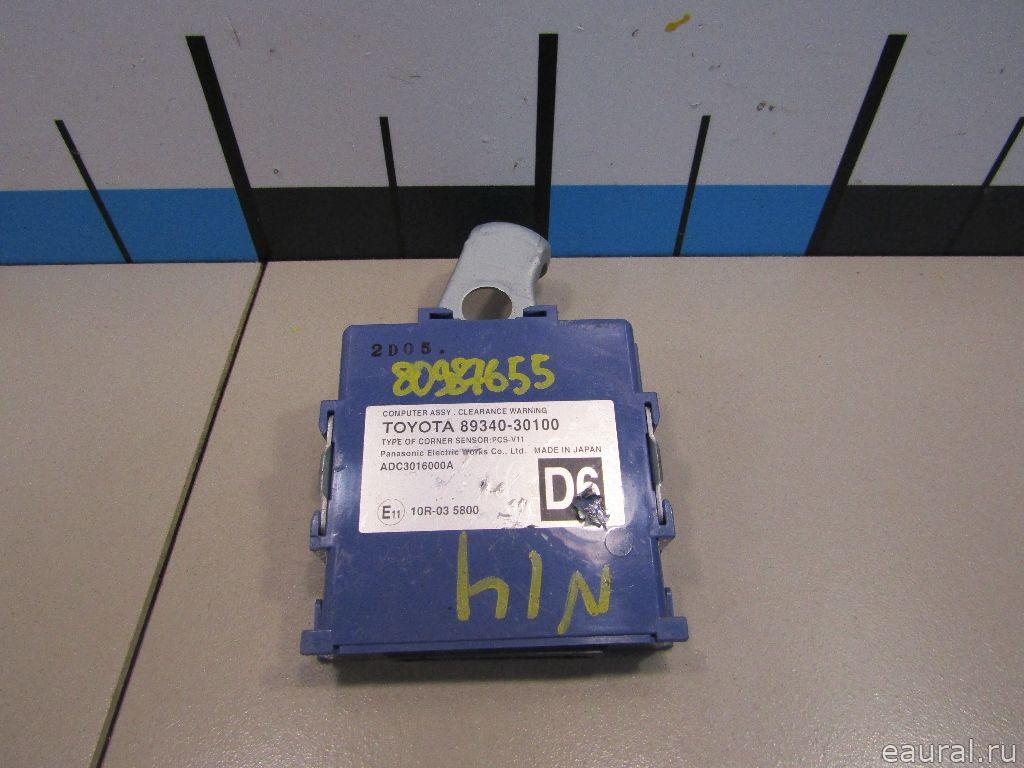 2D05.
80987655
COMPUTER ASSY . CLEARANCE WARNING
TOYOTA 89340-30100
TYPE OF CORNER SENSOR:PCS-V11
Panasonic Electric Works Co., Ltd. MADE IN JAPAN
ADC3016000A
D6
E11 10R-03 5800
N14
eaural.ru